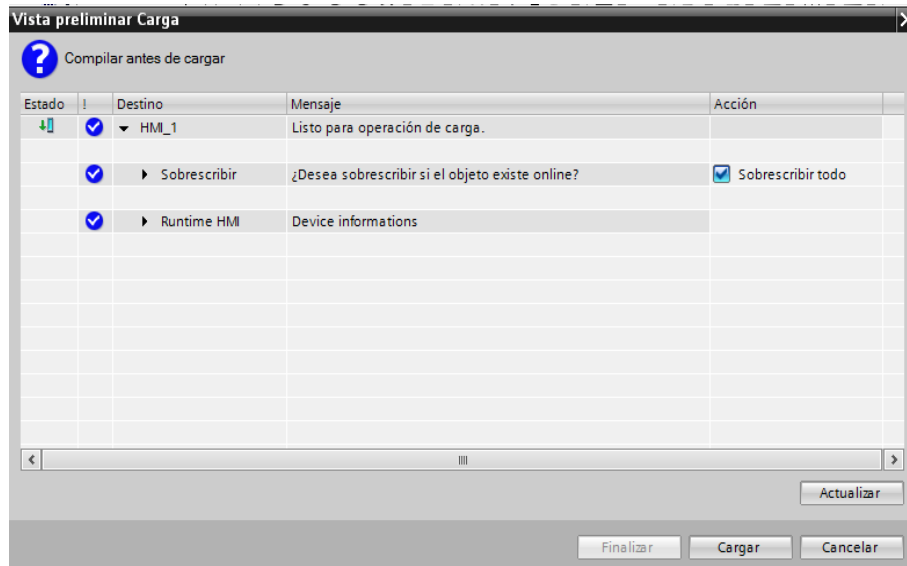 Vista preliminar Carga
Compilar antes de cargar
Estado ! Destino Mensaje Acción
HMI_1 Listo para operación de carga.
Sobrescribir ¿Desea sobrescribir si el objeto existe online? Sobrescribir todo
Runtime HMI Device informations
Actualizar
Finalizar Cargar Cancelar